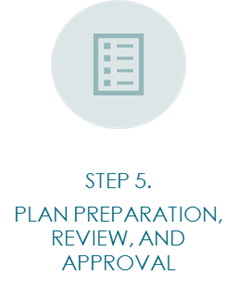 STEP 5.
PLAN PREPARATION,
REVIEW, AND
APPROVAL